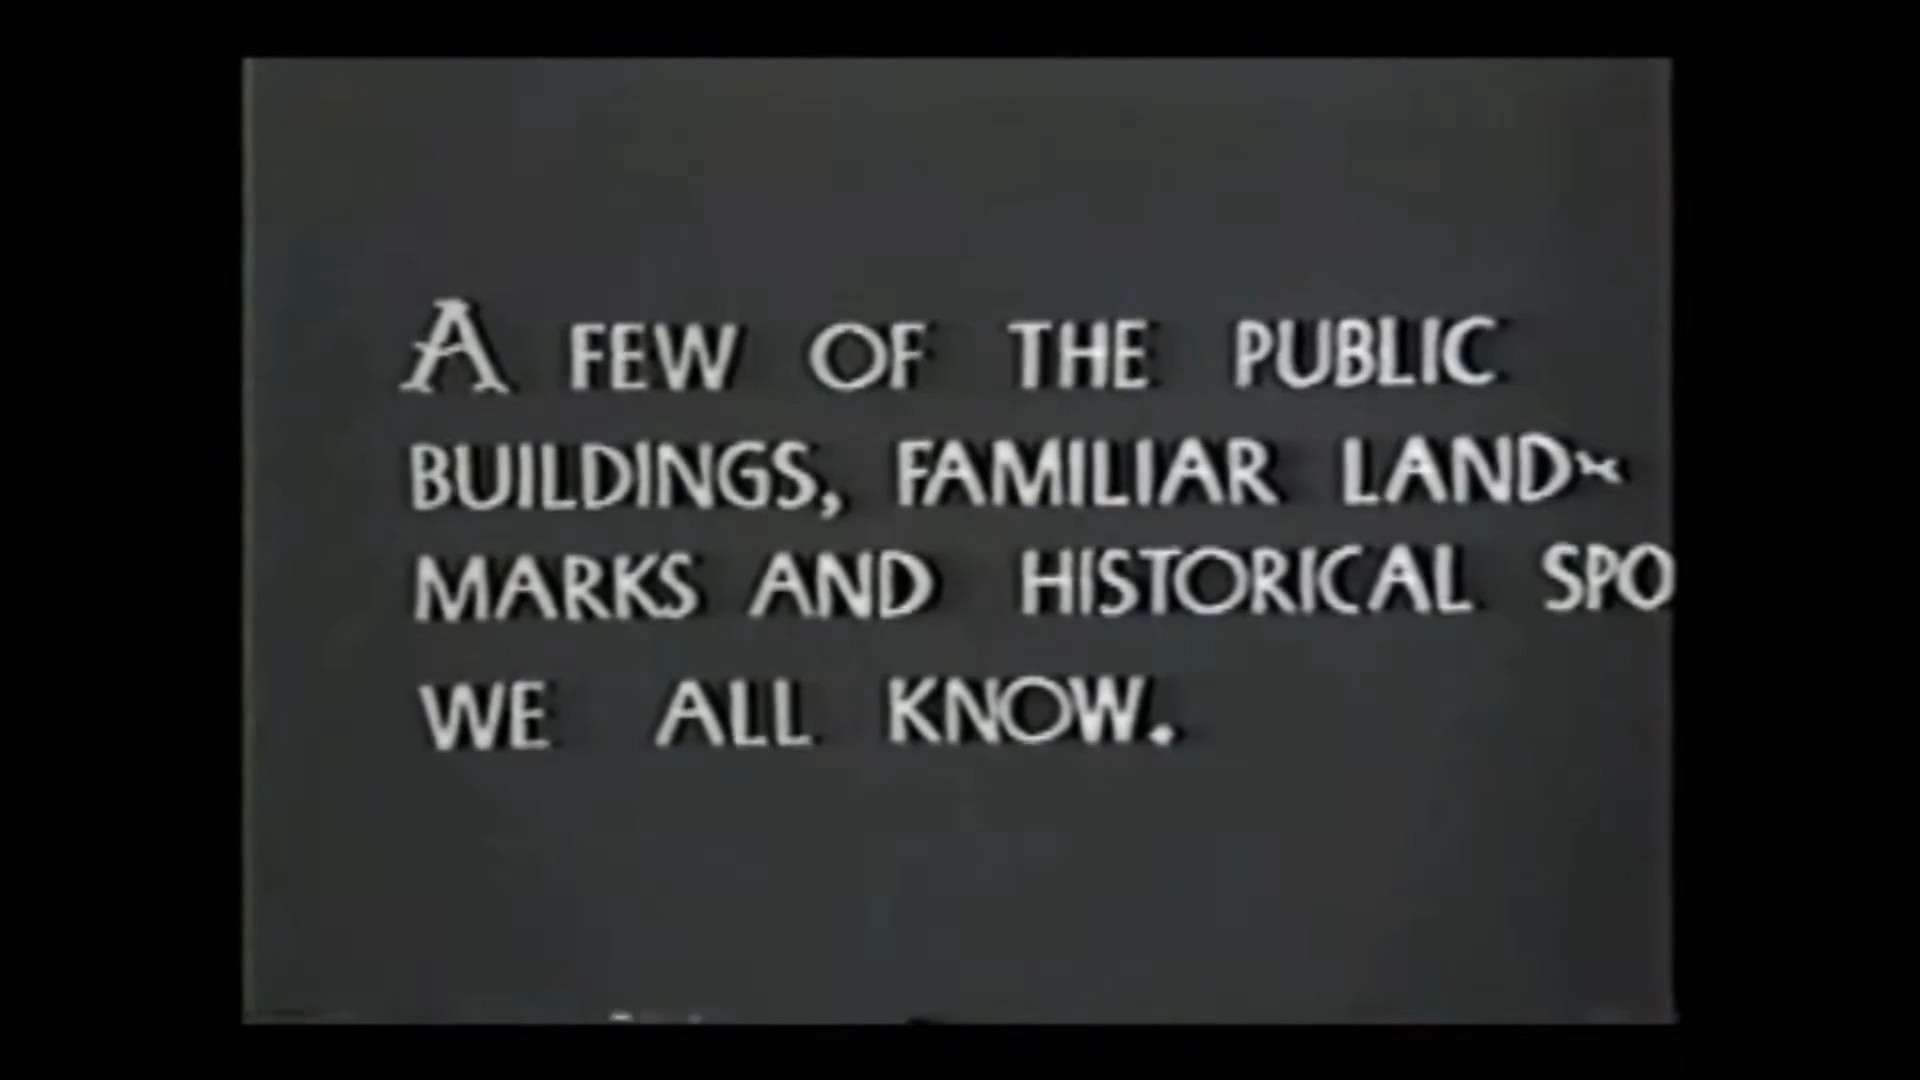 A FEW OF THE PUBLIC
BUILDINGS, FAMILIAR LAND-
MARKS AND HISTORICAL SPO
WE ALL KNOW.